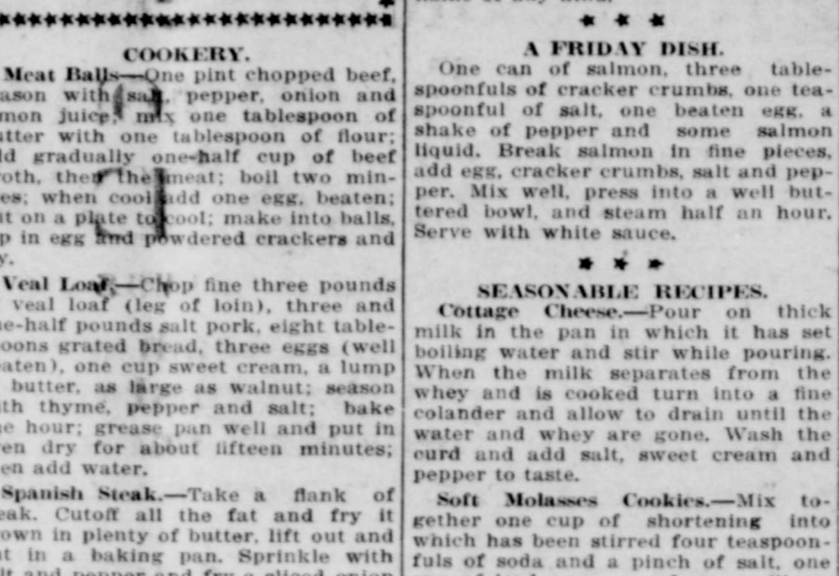 COOKERY.
Meat Balls—One pint chopped beef,
ason with salt, pepper, onion and
mon juice; mix one tablespoon of
utter with one tablespoon of flour;
ld gradually one-half cup of beef
oth, then the meat; boil two min-
es; when cool add one egg, beaten;
ut on a plate to cool; make into balls,
p in egg and powdered crackers and
y.
Veal Loaf.—Chop fine three pounds
veal loaf (leg of loin), three and
e-half pounds salt pork, eight table-
oons grated bread, three eggs (well
aten), one cup sweet cream, a lump
butter, as large as walnut; season
ith thyme, pepper and salt; bake
e hour; grease pan well and put in
en dry for about fifteen minutes;
en add water.
Spanish Steak.—Take a flank of
eak. Cutoff all the fat and fry it
own in plenty of butter, lift out and
ut in a baking pan. Sprinkle with
A FRIDAY DISH.
One can of salmon, three table-
spoonfuls of cracker crumbs, one tea-
spoonful of salt, one beaten egg, a
shake of pepper and some salmon
liquid. Break salmon in fine pieces,
add egg, cracker crumbs, salt and pep-
per. Mix well, press into a well but-
tered bowl, and steam half an hour.
Serve with white sauce.
SEASONABLE RECIPES.
Cottage Cheese.—Pour on thick
milk in the pan in which it has set
boiling water and stir while pouring.
When the milk separates from the
whey and is cooked turn into a fine
colander and allow to drain until the
water and whey are gone. Wash the
curd and add salt, sweet cream and
pepper to taste.
Soft Molasses Cookies.—Mix to-
gether one cup of shortening into
which has been stirred four teaspoon-
fuls of soda and a pinch of salt, one